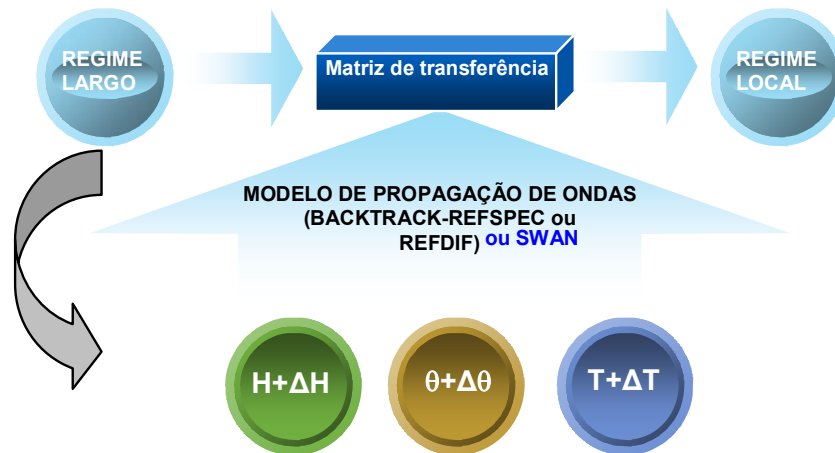 REGIME
LARGO
Matriz de transferência
REGIME
LOCAL
MODELO DE PROPAGAÇÃO DE ONDAS
(BACKTRACK-REFSPEC ou
REFDIF) ou SWAN
H+ΔH
θ+Δθ
T+ΔT